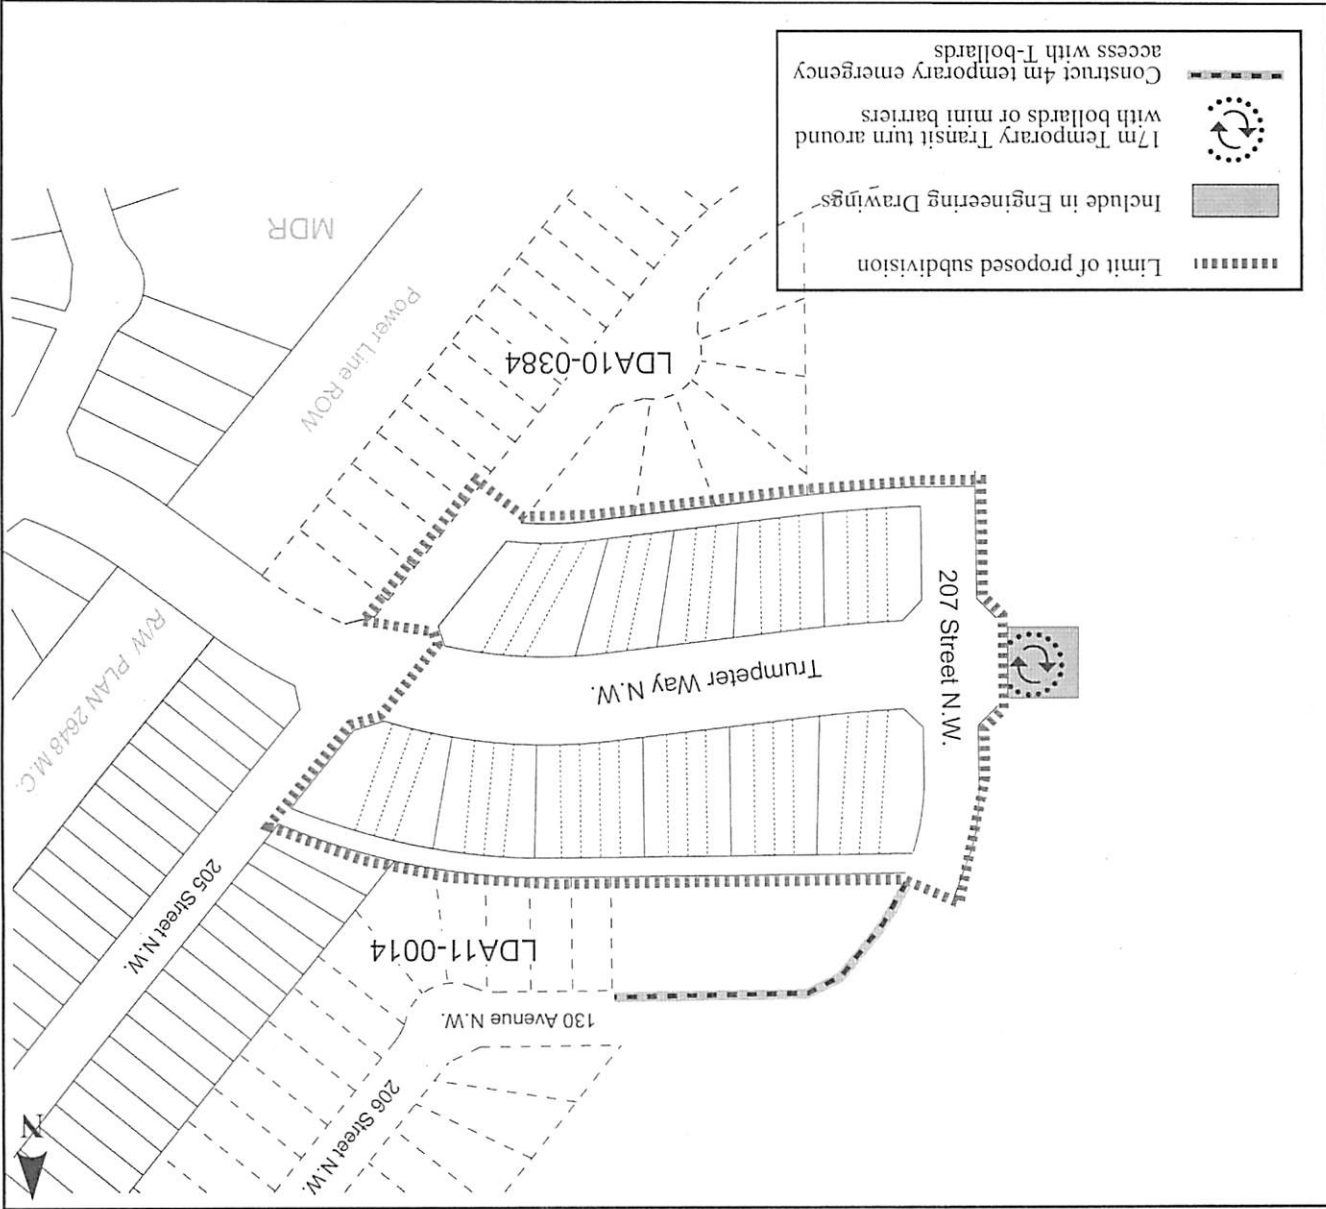 N
206 Street N.W.
130 Avenue N.W.
LDA11-0014
205 Street N.W.
R/W PLAN 2648 M.C.
207 Street N.W.
Trumpeter Way N.W.
LDA10-0384
Power Line ROW
MDR
Limit of proposed subdivision
Include in Engineering Drawings
17m Temporary Transit turn around
with bollards or mini barriers
Construct 4m temporary emergency
access with T-bollards